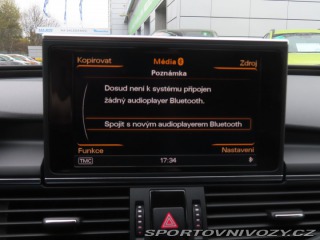 Kopírovat Média Zdroj
Poznámka
Dosud není k systému připojen
žádný audioplayer Bluetooth.
Spojit s novým audioplayerem Bluetooth
Funkce Nastavení
TMC 17:34
SPORTOVNIVOZY.CZ